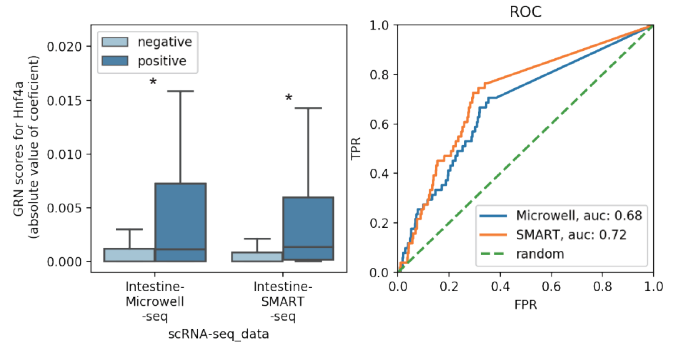 0.020
0.015
0.010
0.005
0.000
GRN scores for Hnf4a
(absolute value of coeficient)
negative
positive
*
*
Intestine-
Microwell
-seq
Intestine-
SMART
-seq
scRNA-seq_data
ROC
1.0
0.8
0.6
0.4
0.2
0.0
TPR
Microwell, auc: 0.68
SMART, auc: 0.72
random
0.0 0.2 0.4 0.6 0.8 1.0
FPR